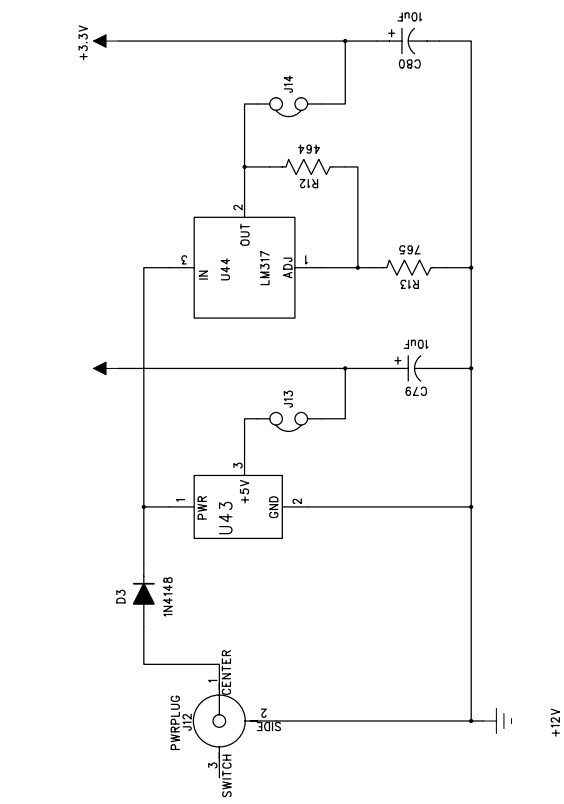 +3.3V
10uF
+
C80
J14
464
R12
2
OUT
3
IN
U44
LM317
ADJ
1
765
R13
10uF
+
C79
J13
3
1
PWR
+5V
U43
GND
2
D3
1N4148
PWRPLUG
J12
1
CENTER
2
SIDE
3
SWITCH
+12V